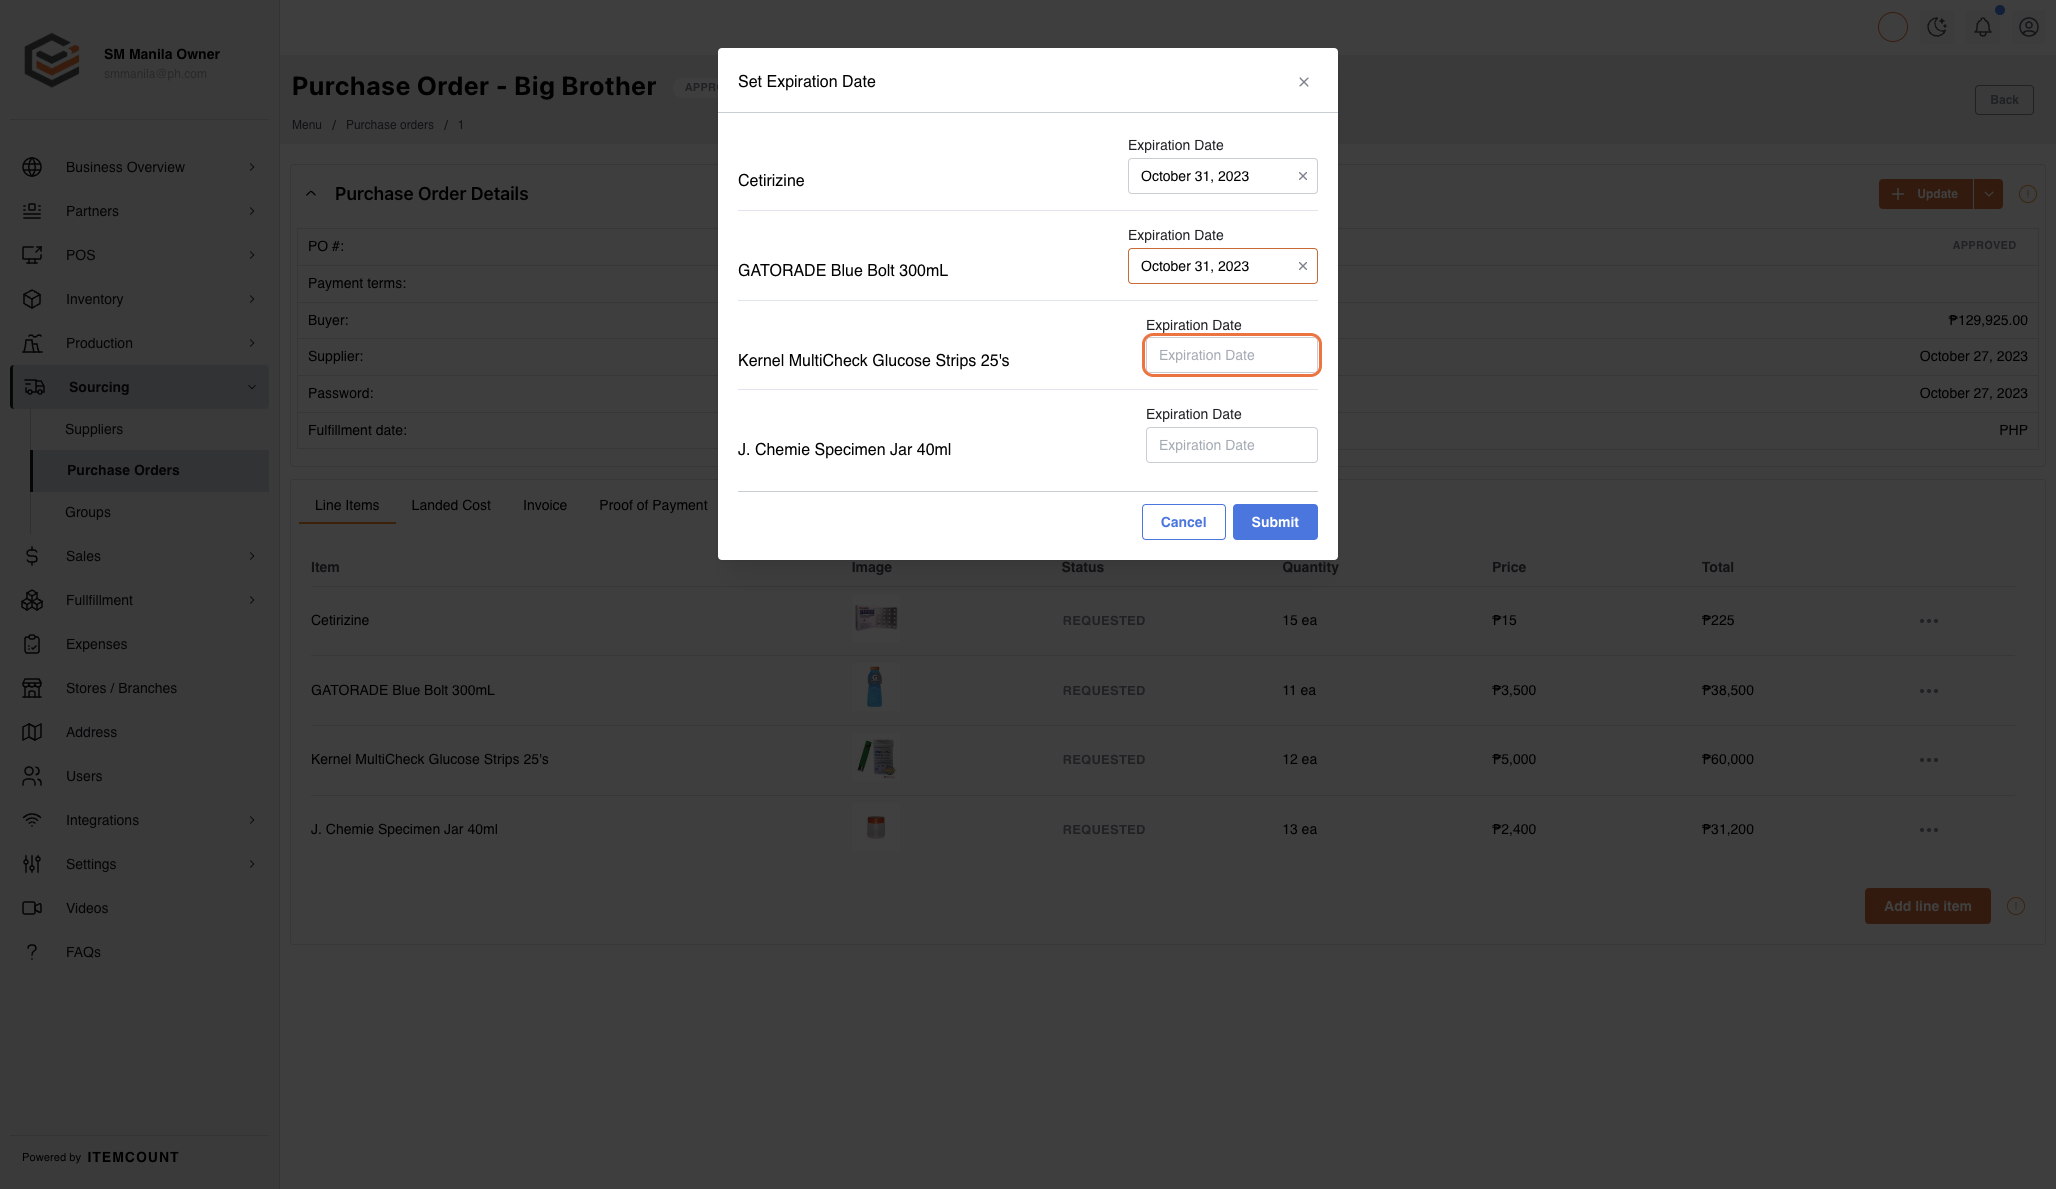 SM Manila Owner
smmanila@ph.com
Business Overview
Partners
POS
Inventory
Production
Sourcing
Suppliers
Purchase Orders
Groups
Sales
Fullfillment
Expenses
Stores / Branches
Address
Users
Integrations
Settings
Videos
FAQs
Powered by ITEMCOUNT
Purchase Order - Big Brother
Menu / Purchase orders / 1
Back
Purchase Order Details
Update
PO #:
APPROVED
Payment terms:
Buyer:
₱129,925.00
Supplier:
October 27, 2023
Password:
October 27, 2023
Fulfillment date:
PHP
Set Expiration Date
Expiration Date
Cetirizine
October 31, 2023
Expiration Date
GATORADE Blue Bolt 300mL
October 31, 2023
Expiration Date
Kernel MultiCheck Glucose Strips 25's
Expiration Date
Expiration Date
J. Chemie Specimen Jar 40ml
Expiration Date
Cancel Submit
Line Items Landed Cost Invoice Proof of Payment
Item Image Status Quantity Price Total
Cetirizine REQUESTED 15 ea ₱15 ₱225
GATORADE Blue Bolt 300mL REQUESTED 11 ea ₱3,500 ₱38,500
Kernel MultiCheck Glucose Strips 25's REQUESTED 12 ea ₱5,000 ₱60,000
J. Chemie Specimen Jar 40ml REQUESTED 13 ea ₱2,400 ₱31,200
Add line item